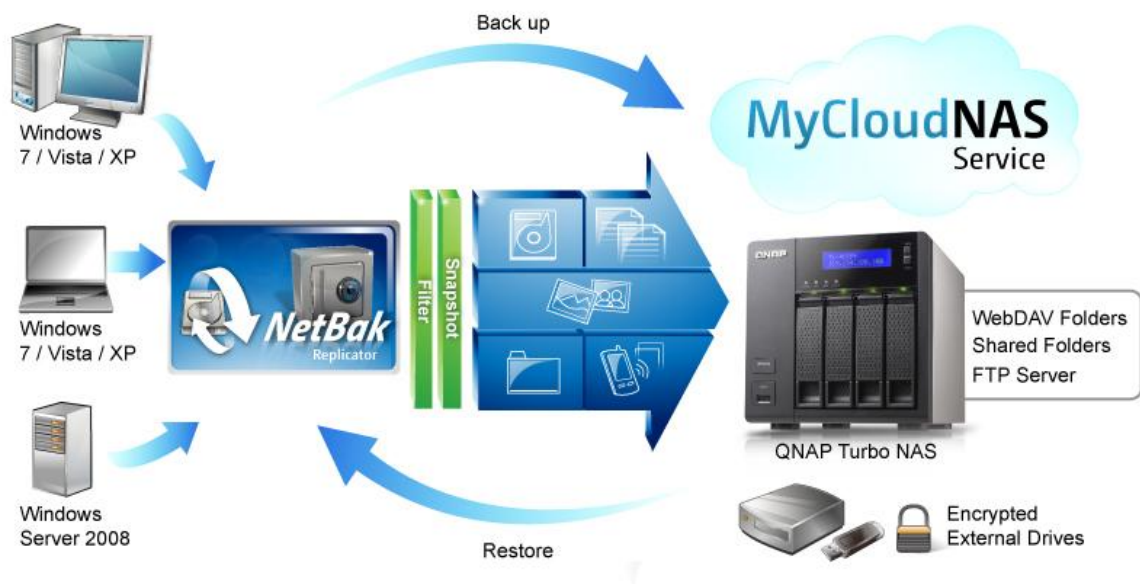 Back up
Windows
7 / Vista / XP
MyCloudNAS
Service
Windows
7 / Vista / XP
NetBak
Replicator
Filter
Snapshot
QNAP
WebDAV Folders
Shared Folders
FTP Server
QNAP Turbo NAS
Windows
Server 2008
Restore
Encrypted
External Drives